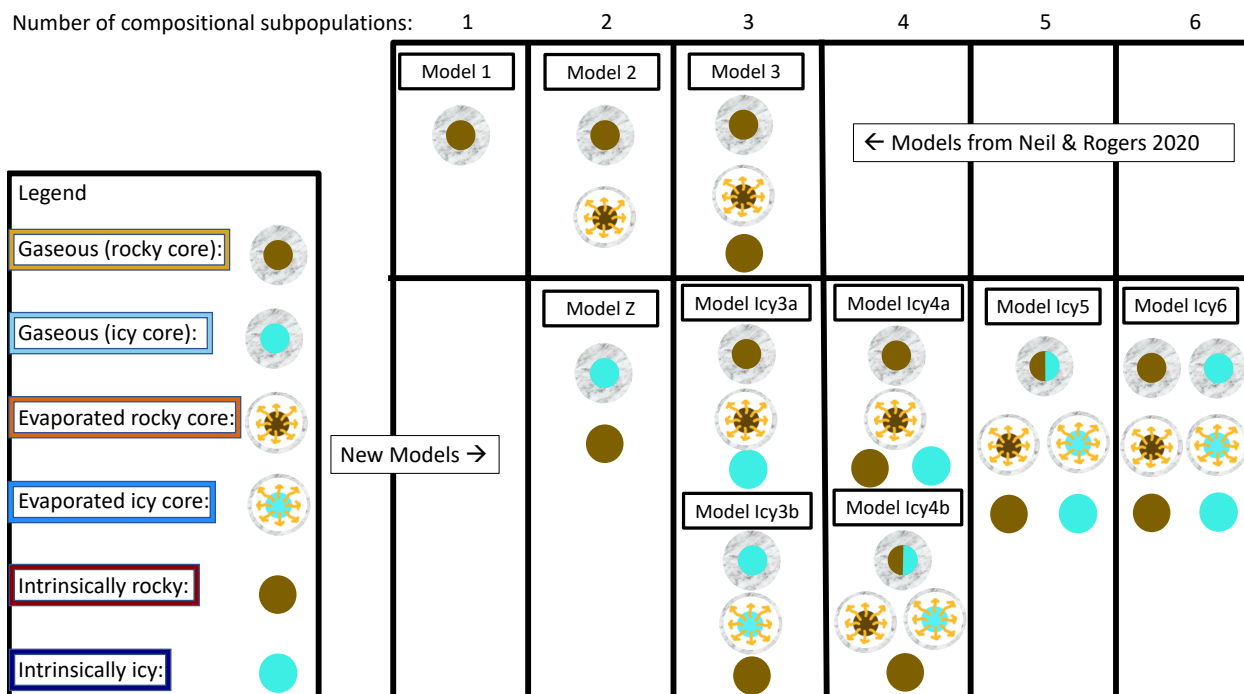 Number of compositional subpopulations: 1 2 3 4 5 6
Model 1 Model 2 Model 3
← Models from Neil & Rogers 2020
Legend
Gaseous (rocky core):
Gaseous (icy core):
Evaporated rocky core:
Evaporated icy core:
Intrinsically rocky:
Intrinsically icy:
New Models →
Model Z Model Icy3a Model Icy4a Model Icy5 Model Icy6
Model Icy3b Model Icy4b